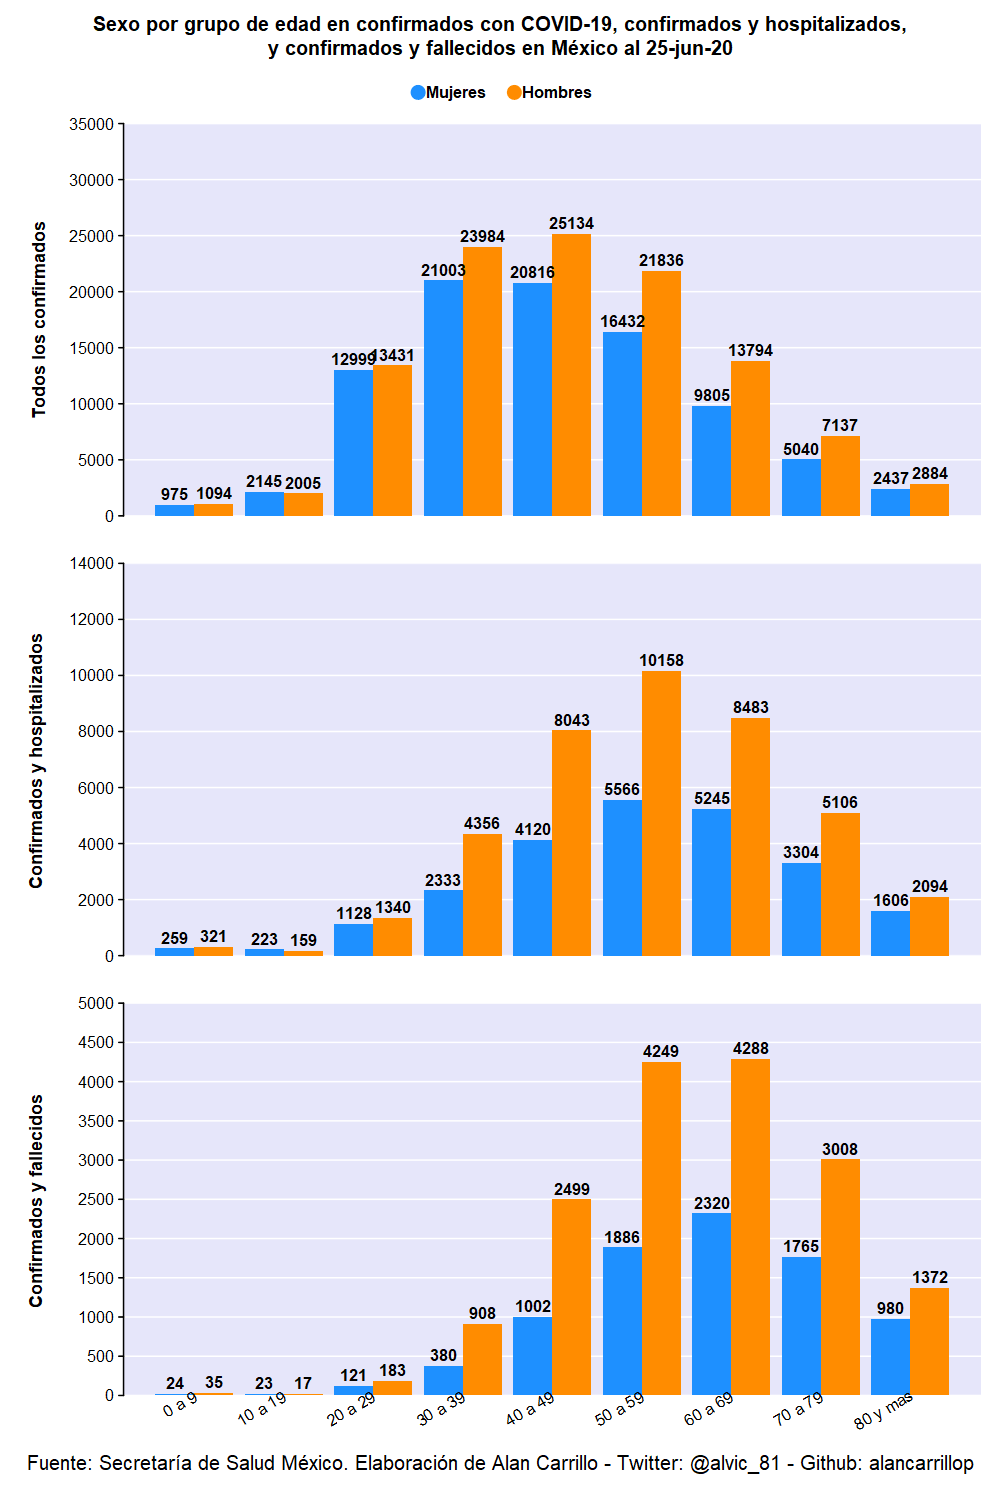 Sexo por grupo de edad en confirmados con COVID-19, confirmados y hospitalizados,
y confirmados y fallecidos en México al 25-jun-20
Mujeres Hombres
Todos los confirmados
35000
30000
25000
20000
15000
10000
5000
0
975 1094 2145 2005 12999 13431 21003 23984 20816 25134 16432 21836 9805 13794 5040 7137 2437 2884
Confirmados y hospitalizados
14000
12000
10000
8000
6000
4000
2000
0
259 321 223 159 1128 1340 2333 4356 4120 8043 5566 10158 5245 8483 3304 5106 1606 2094
Confirmados y fallecidos
5000
4500
4000
3500
3000
2500
2000
1500
1000
500
0
24 35 23 17 121 183 380 908 1002 2499 1886 4249 2320 4288 1765 3008 980 1372
0 a 9 10 a 19 20 a 29 30 a 39 40 a 49 50 a 59 60 a 69 70 a 79 80 y mas
Fuente: Secretaría de Salud México. Elaboración de Alan Carrillo - Twitter: @alvic_81 - Github: alancarrillop